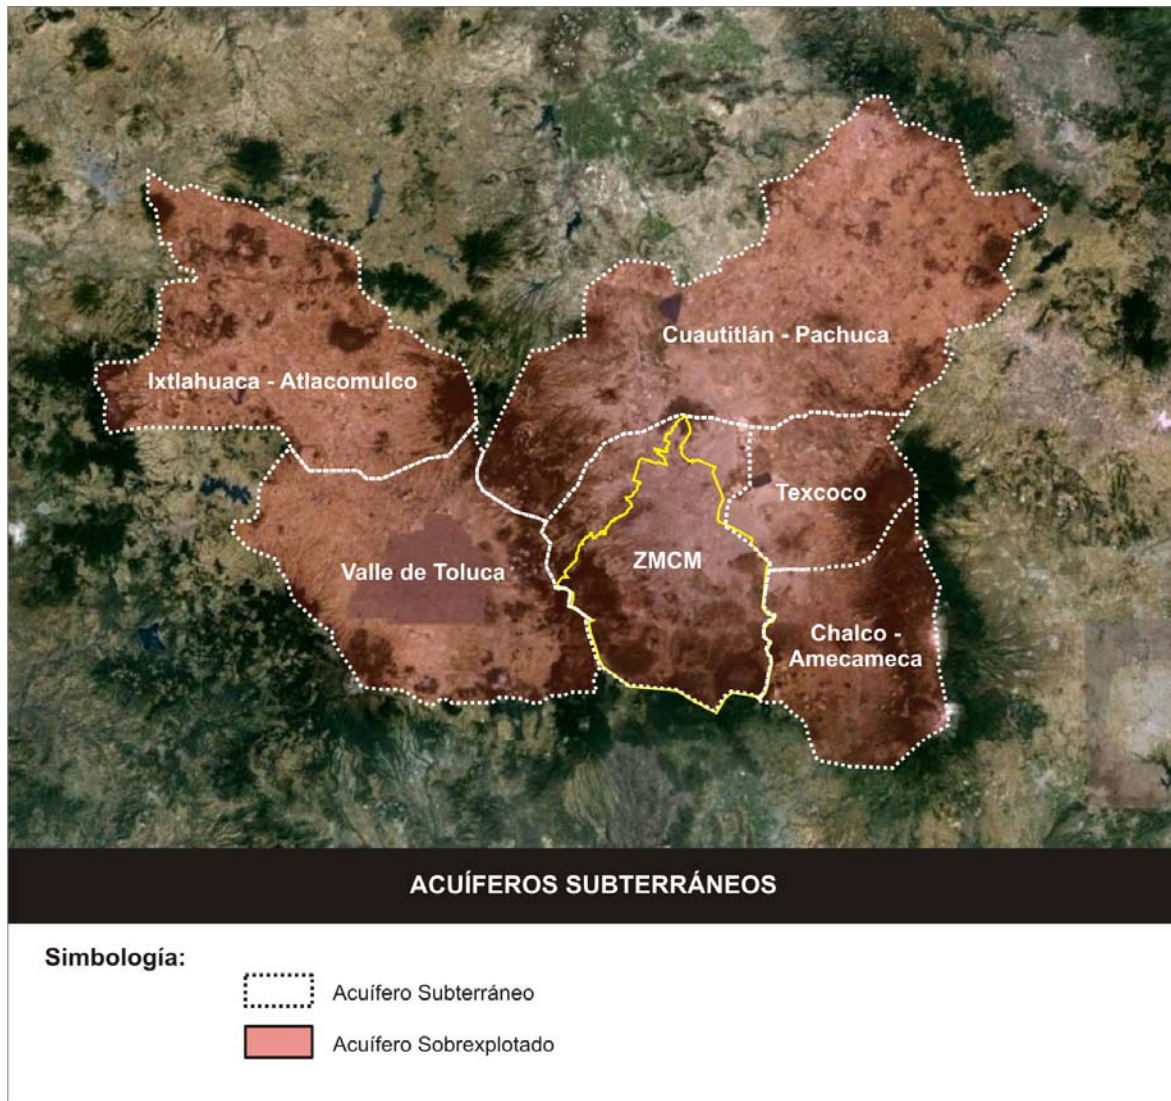 Cuautitlán - Pachuca
Ixtlahuaca - Atlacomulco
Texcoco
ZMCM
Valle de Toluca
Chalco -
Amecameca
ACUÍFEROS SUBTERRÁNEOS
Simbología:
Acuífero Subterráneo
Acuífero Sobrexplotado